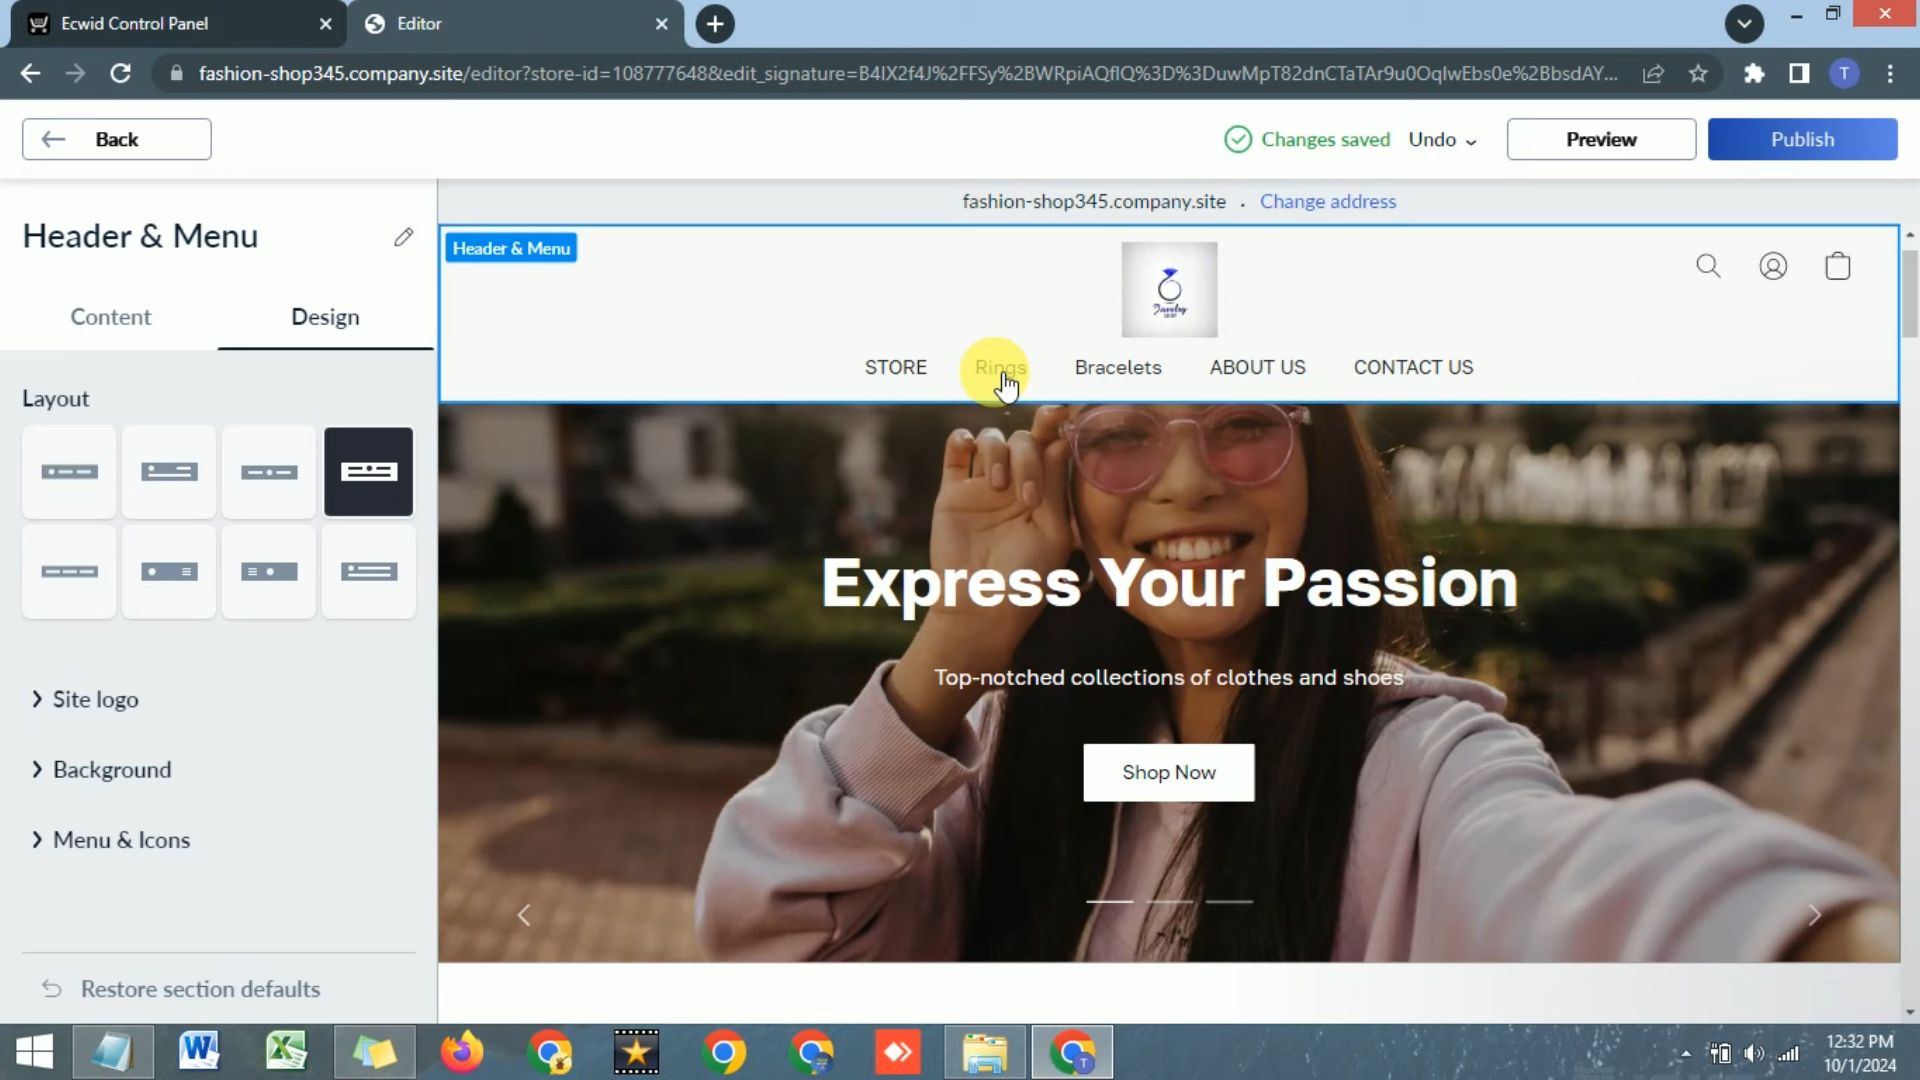 Ecwid Control Panel
Editor
fashion-shop345.company.site/editor?store-id=108777648&edit_signature=B4IX2f4J%2FFSy%2BWRpiAQfIQ%3D%3DuwMpT82dnCTaTAr9u0OqIwEbs0e%2BbsdAY...
T
Back
Changes saved
Undo
Preview
Publish
fashion-shop345.company.site . Change address
Header & Menu
Content
Design
Layout
Site logo
Background
Menu & Icons
Restore section defaults
Header & Menu
STORE
Rings
Bracelets
ABOUT US
CONTACT US
Express Your Passion
Top-notched collections of clothes and shoes
Shop Now
12:32 PM
10/1/2024